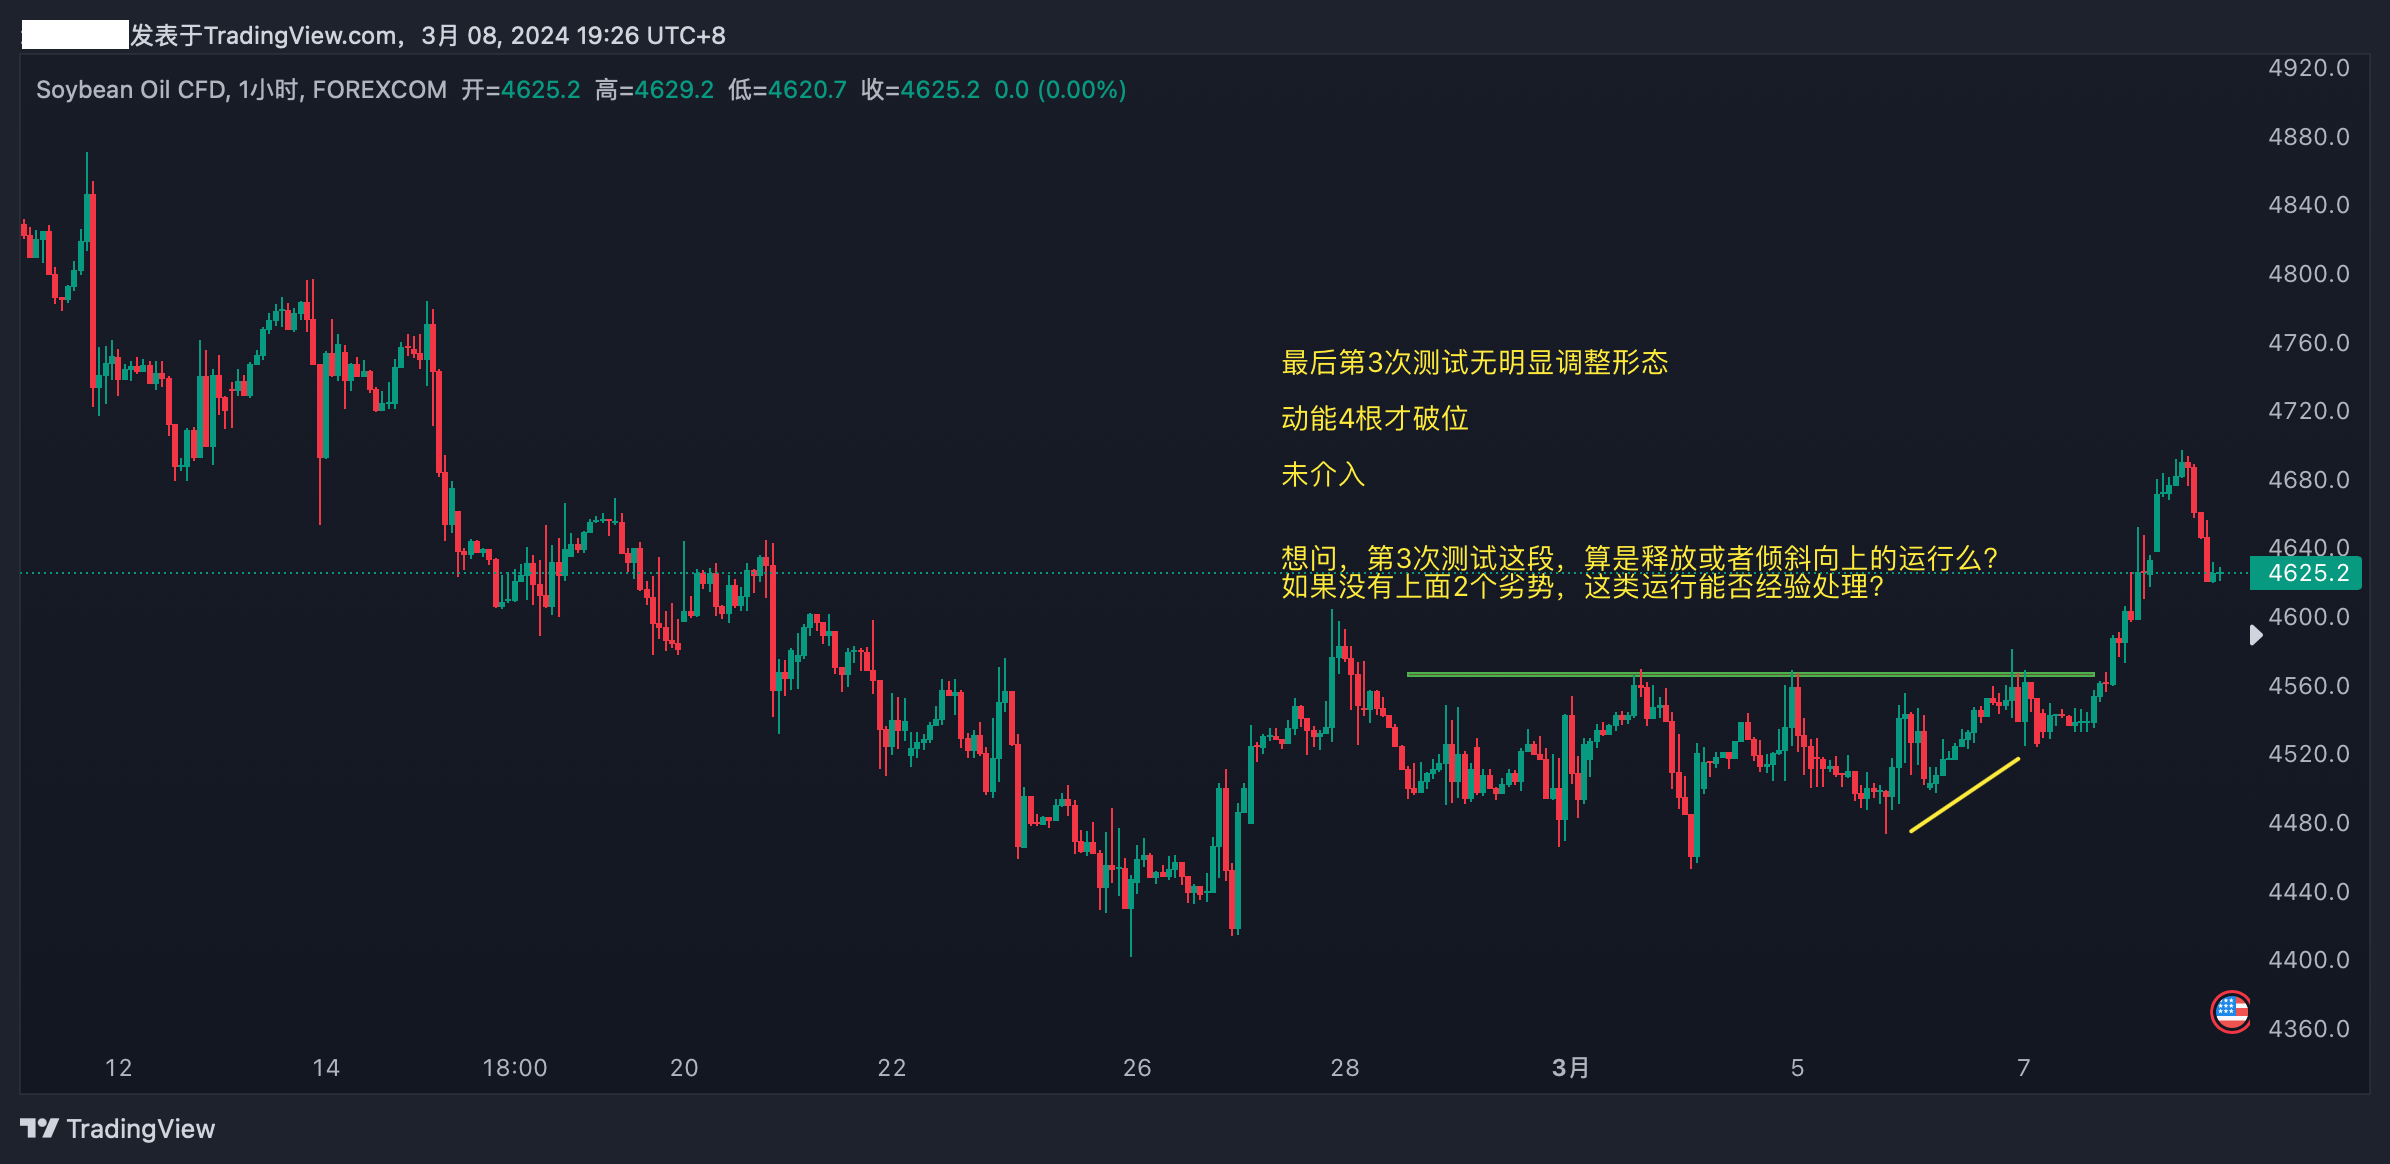 发表于TradingView.com，3月 08, 2024 19:26 UTC+8
Soybean Oil CFD, 1小时, FOREXCOM 开=4625.2 高=4629.2 低=4620.7 收=4625.2 0.0 (0.00%)
4920.0
4880.0
4840.0
4800.0
4760.0
4720.0
4680.0
4640.0
4625.2
4600.0
4560.0
4520.0
4480.0
4440.0
4400.0
4360.0
最后第3次测试无明显调整形态
动能4根才破位
未介入
想问，第3次测试这段，算是释放或者倾斜向上的运行么？
如果没有上面2个劣势，这类运行能否经验处理？
12 14 18:00 20 22 26 28 3月 5 7
TradingView